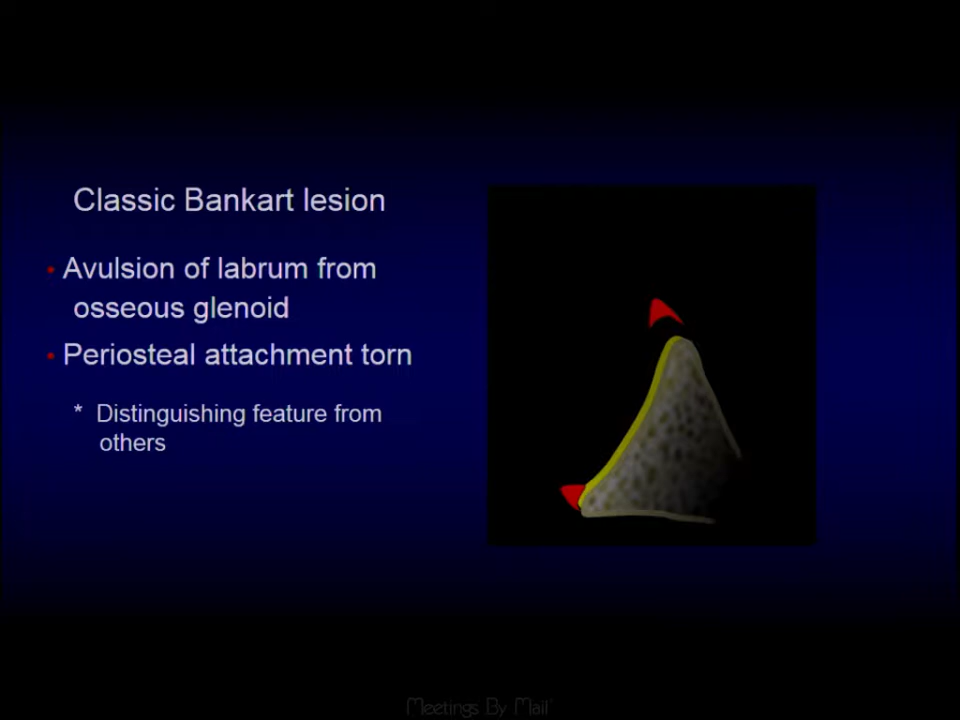 Classic Bankart lesion
• Avulsion of labrum from
osseous glenoid
• Periosteal attachment torn
* Distinguishing feature from
others
Meetings By Mail